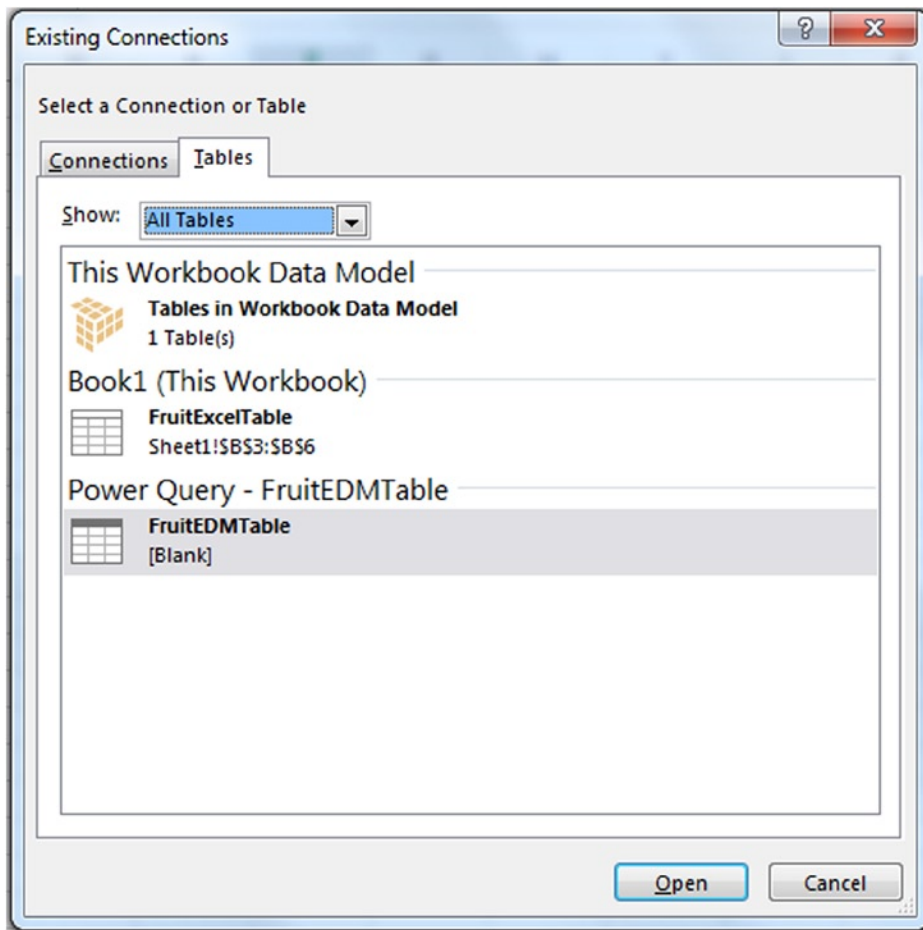 Existing Connections
?
Select a Connection or Table
Connections
Tables
Show:
All Tables
This Workbook Data Model
Tables in Workbook Data Model
1 Table(s)
Book1 (This Workbook)
FruitExcelTable
Sheet1!$B$3:$B$6
Power Query - FruitEDMTable
FruitEDMTable
[Blank]
Open
Cancel